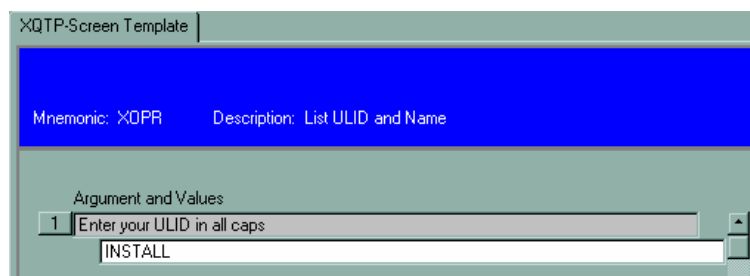 XQTP-Screen Template
Mnemonic: XOPR Description: List ULID and Name
Argument and Values
1 Enter your ULID in all caps
INSTALL